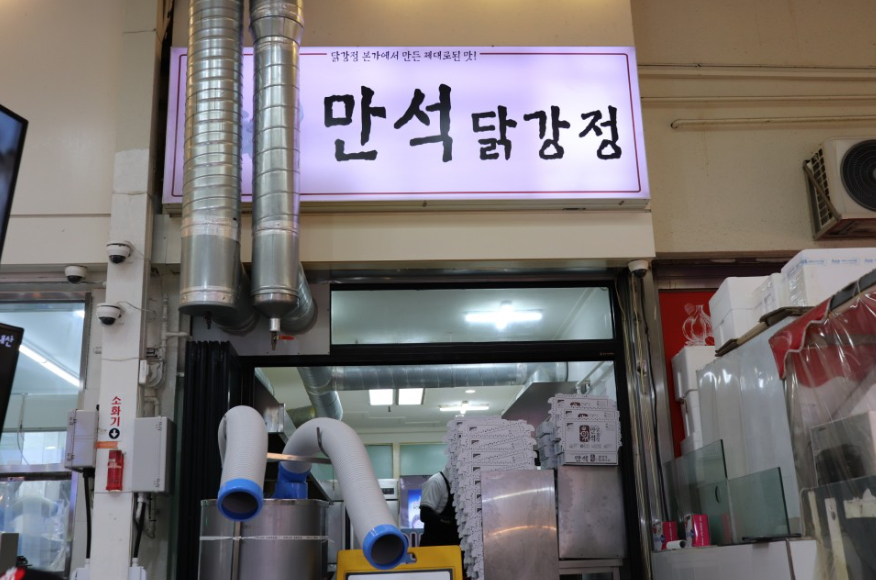 닭강정 본가에서 만든 제대로된 맛!
만석 닭강정
소화기